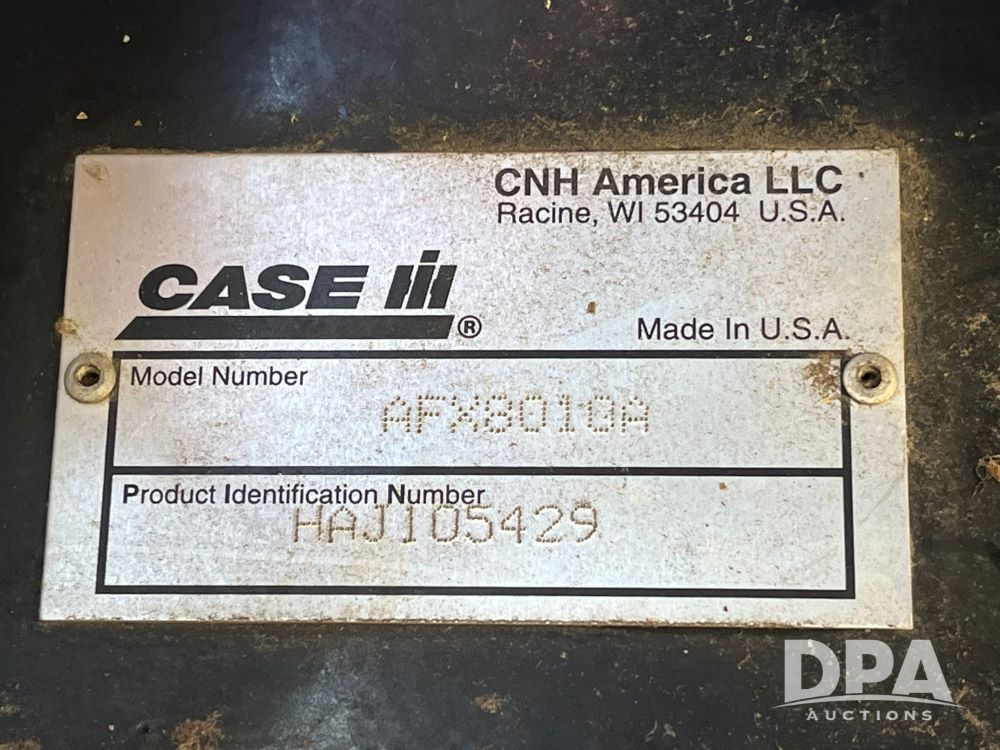 CNH America LLC
Racine, WI 53404 U.S.A.
CASE IH ®
Made In U.S.A.
Model Number
AFX8010A
Product Identification Number
HAJ105429
DPA
AUCTIONS